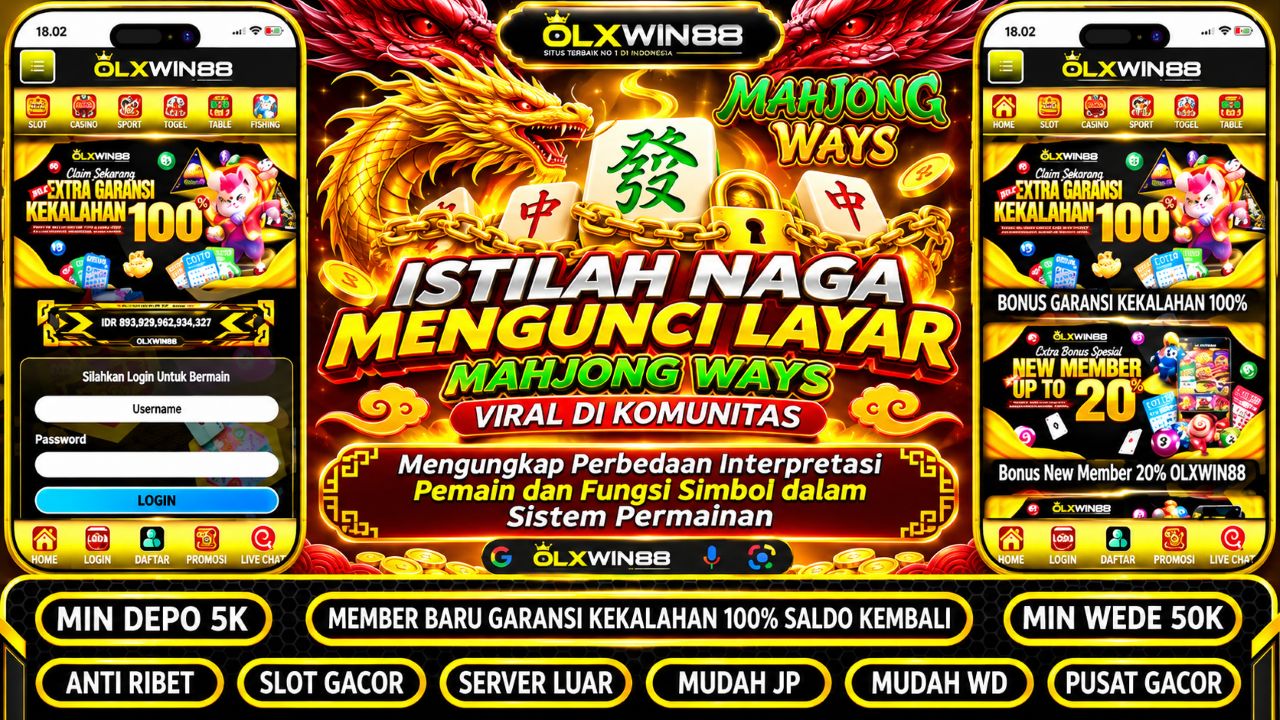 18.02
OLXWIN88
SLOT
CASINO
SPORT
TOGEL
TABLE
FISHING
OLXWIN88
Claim Sekarang
EXTRA GARANSI
KEKALAHAN 100%
IDR 893,929,962,934,327
OLXWIN88
Silahkan Login Untuk Bermain
Username
Password
LOGIN
HOME
LOGIN
DAFTAR
PROMOSI
LIVE CHAT
OLXWIN88
SITUS TERBAIK NO 1 DI INDONESIA
MAHJONG
WAYS
發
中
中
ISTILAH NAGA
MENGUNCI LAYAR
MAHJONG WAYS
VIRAL DI KOMUNITAS
Mengungkap Perbedaan Interpretasi
Pemain dan Fungsi Simbol dalam
Sistem Permainan
G OLXWIN88
18.02
OLXWIN88
HOME
SLOT
CASINO
SPORT
TOGEL
TABLE
OLXWIN88
Claim Sekarang
EXTRA GARANSI
KEKALAHAN 100%
BONUS GARANSI KEKALAHAN 100%
OLXWIN88
Extra Bonus Spesial
NEW MEMBER
UP TO 20%
Bonus New Member 20% OLXWIN88
HOME
LOGIN
DAFTAR
PROMOSI
LIVE CHAT
MIN DEPO 5K
MEMBER BARU GARANSI KEKALAHAN 100% SALDO KEMBALI
MIN WEDE 50K
ANTI RIBET
SLOT GACOR
SERVER LUAR
MUDAH JP
MUDAH WD
PUSAT GACOR